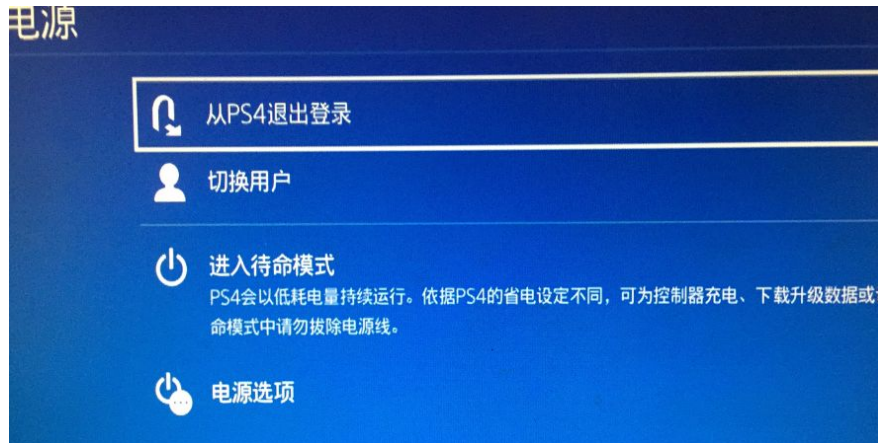 电源
从PS4退出登录
切换用户
进入待命模式
PS4会以低耗电量持续运行。依据PS4的省电设定不同，可为控制器充电、下载升级数据或
命模式中请勿拔除电源线。
电源选项